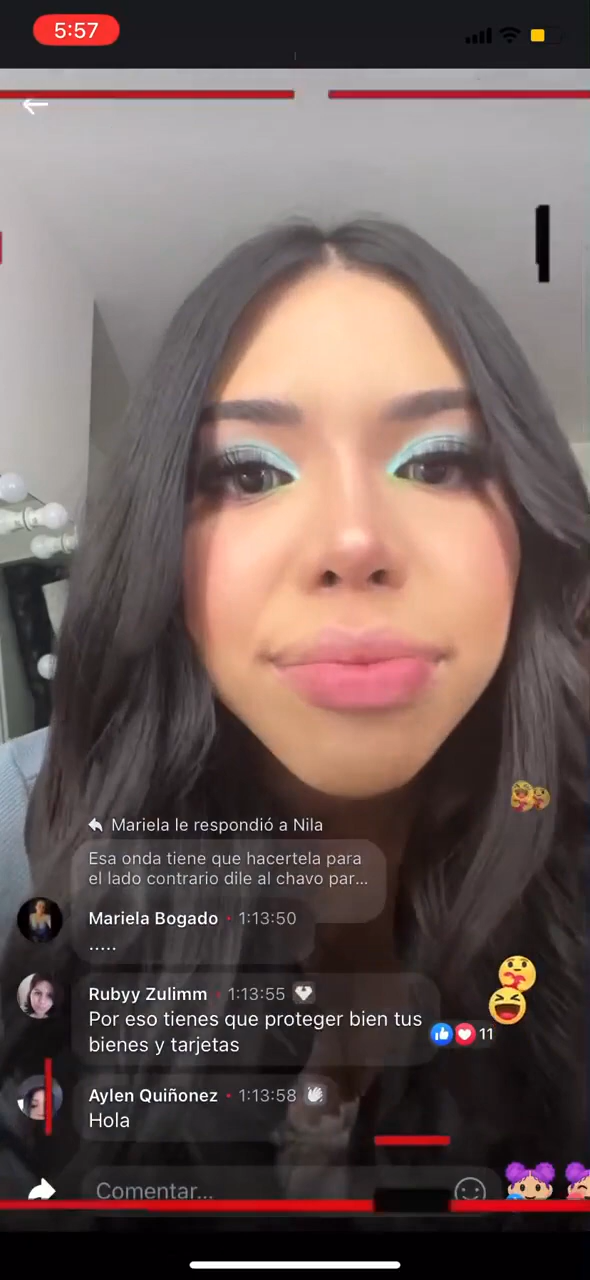 5:57
Mariela le respondió a Nila
Esa onda tiene que hacertela para
el lado contrario dile al chavo par...
Mariela Bogado • 1:13:50
.....
Rubyy Zulimm • 1:13:55
Por eso tienes que proteger bien tus
bienes y tarjetas
11
Aylen Quiñonez • 1:13:58
Hola
Comentar...